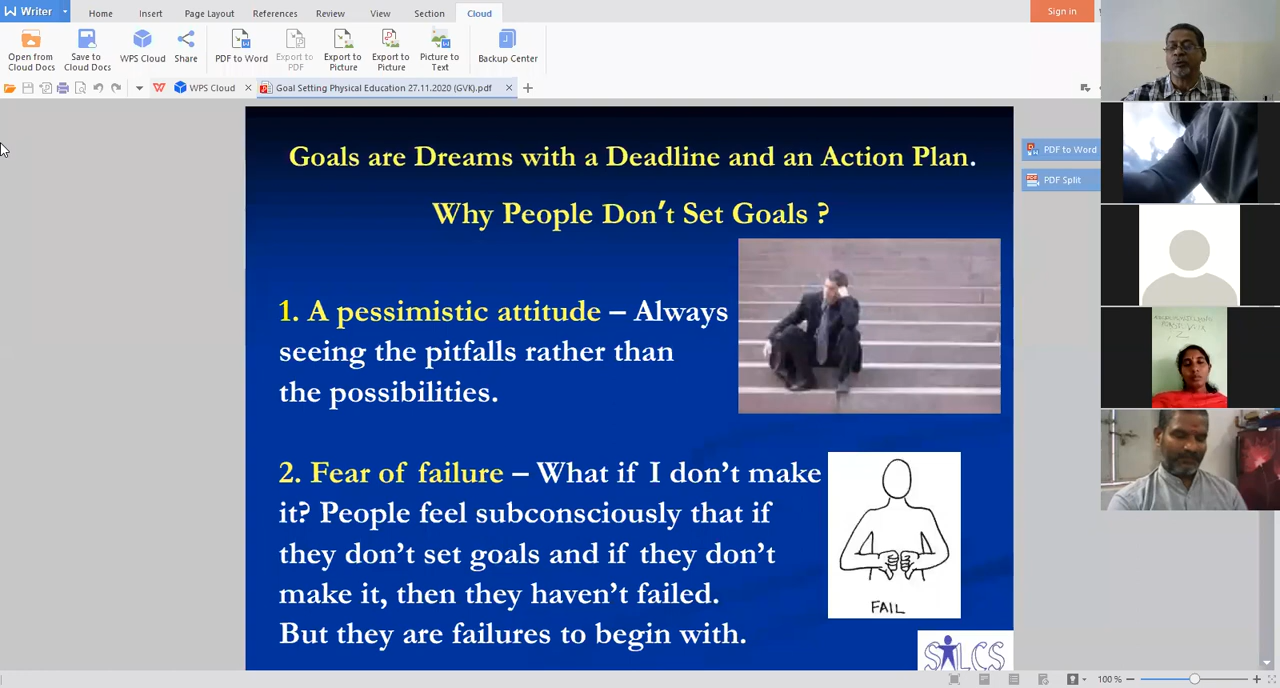 Writer
Home
Insert
Page Layout
References
Review
View
Section
Cloud
Sign in
Open from
Cloud Docs
Save to
Cloud Docs
WPS Cloud
Share
PDF to Word
Export to
PDF
Export to
Picture
Export to
Picture
Picture to
Text
Backup Center
WPS Cloud
Goal Setting Physical Education 27.11.2020 (GVK).pdf
PDF to Word
PDF Split
Goals are Dreams with a Deadline and an Action Plan.
Why People Don't Set Goals ?
1. A pessimistic attitude – Always
seeing the pitfalls rather than
the possibilities.
2. Fear of failure – What if I don't make
it? People feel subconsciously that if
they don't set goals and if they don't
make it, then they haven't failed.
But they are failures to begin with.
FAIL
100 %